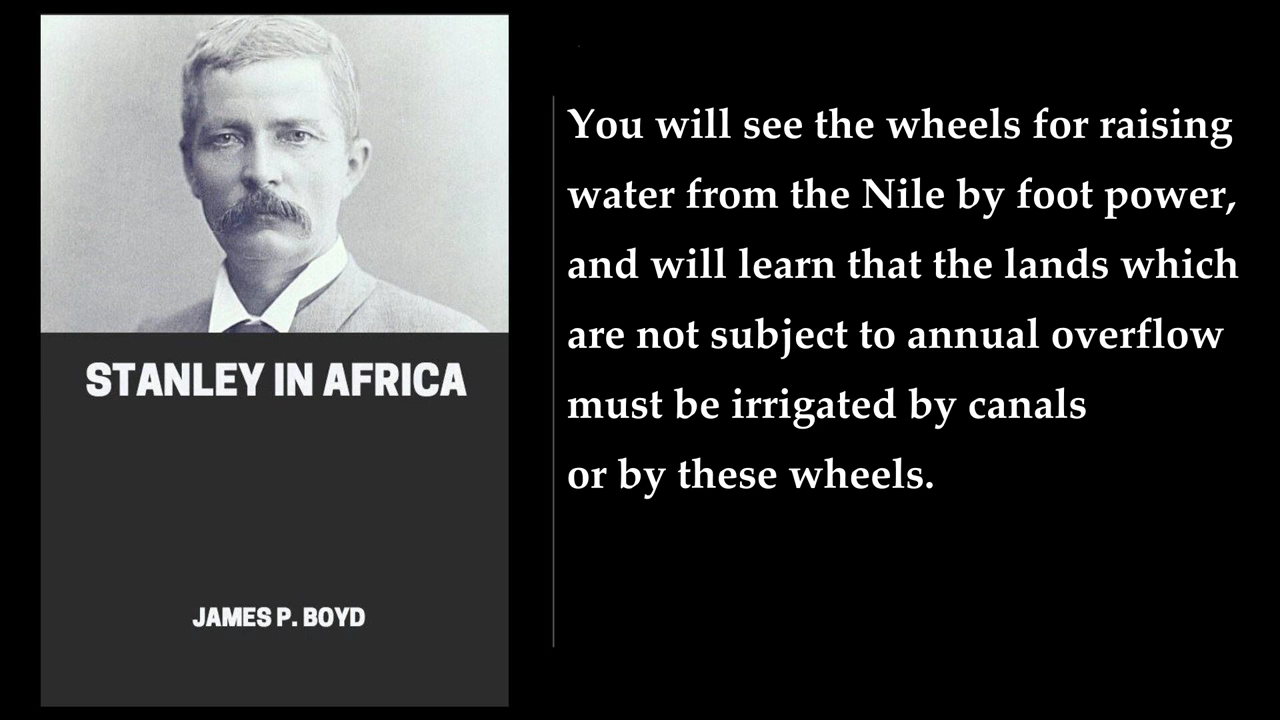 STANLEY IN AFRICA
JAMES P. BOYD
You will see the wheels for raising
water from the Nile by foot power,
and will learn that the lands which
are not subject to annual overflow
must be irrigated by canals
or by these wheels.